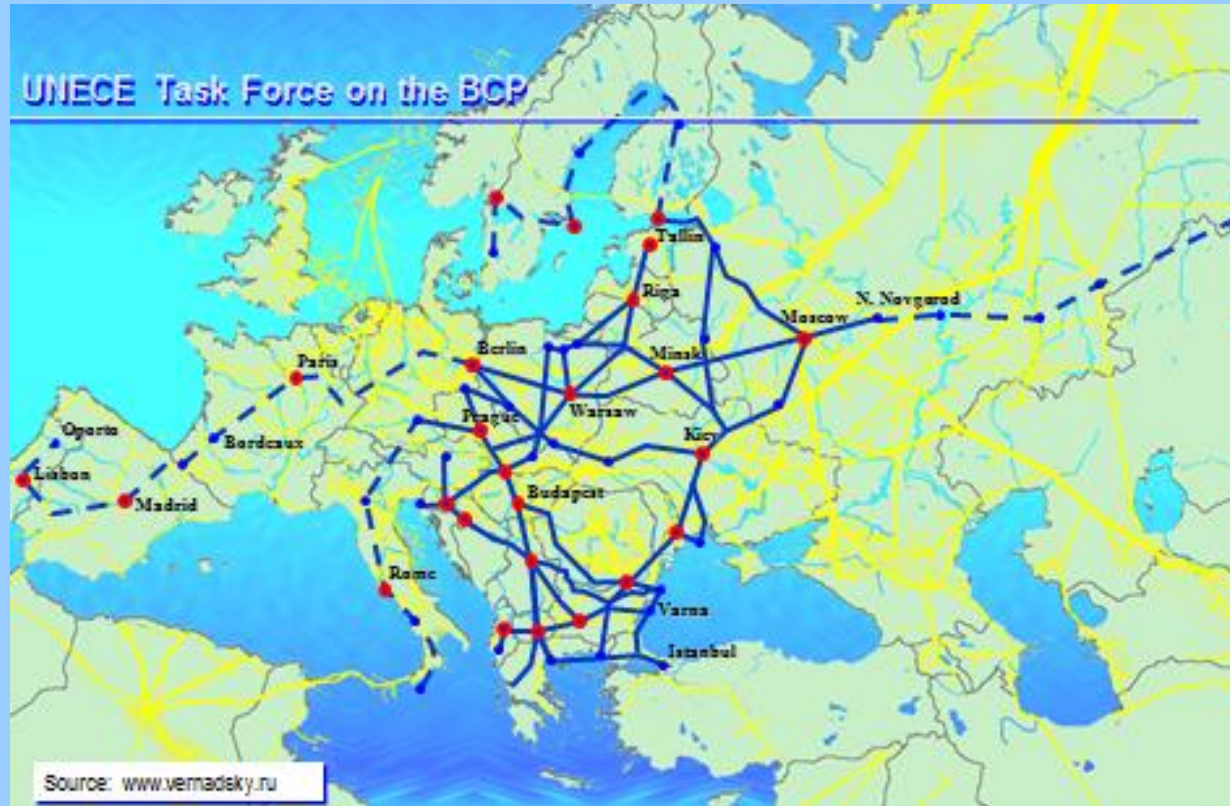 UNECE Task Force on the BCP
Tallin
Riga
N. Novgorod
Moscow
Berlin
Minsk
Paris
Warsaw
Prague
Oporto
Bordeaux
Kiev
Lisbon
Budapest
Madrid
Rome
Varna
Istanbul
Source: www.vernadsky.ru